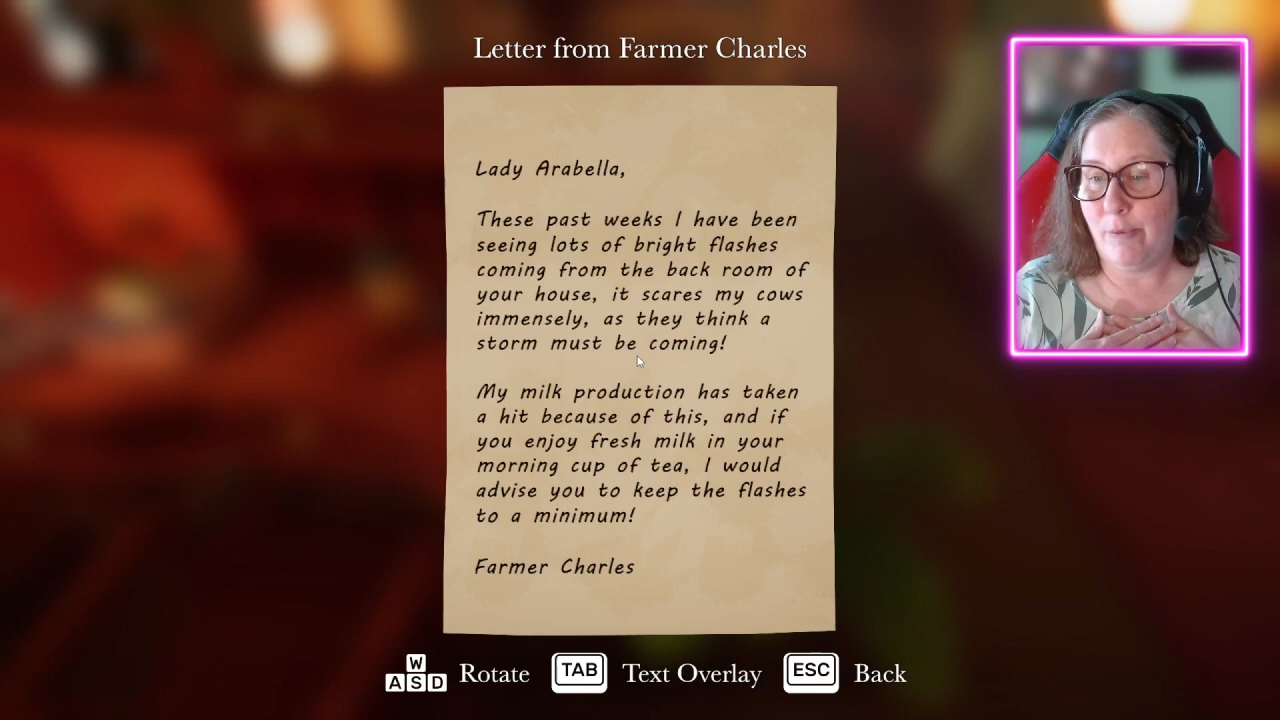 Letter from Farmer Charles
Lady Arabella,
These past weeks I have been
seeing lots of bright flashes
coming from the back room of
your house, it scares my cows
immensely, as they think a
storm must be coming!
My milk production has taken
a hit because of this, and if
you enjoy fresh milk in your
morning cup of tea, I would
advise you to keep the flashes
to a minimum!
Farmer Charles
W
A S D Rotate TAB Text Overlay ESC Back